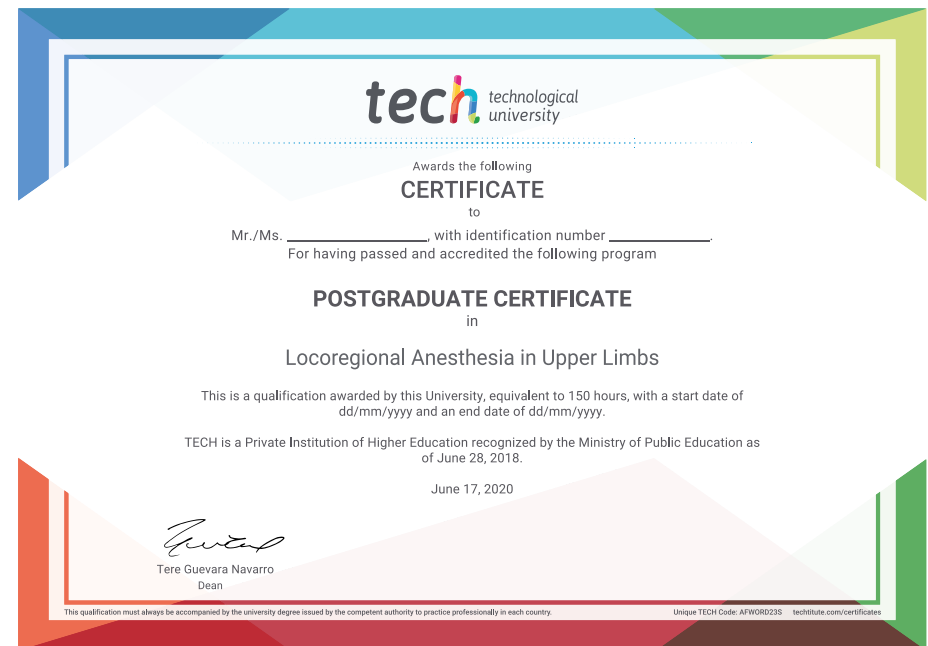 tech technological
university
Awards the following
CERTIFICATE
to
Mr./Ms. ____________________, with identification number ______________.
For having passed and accredited the following program
POSTGRADUATE CERTIFICATE
in
Locoregional Anesthesia in Upper Limbs
This is a qualification awarded by this University, equivalent to 150 hours, with a start date of
dd/mm/yyyy and an end date of dd/mm/yyyy.
TECH is a Private Institution of Higher Education recognized by the Ministry of Public Education as
of June 28, 2018.
June 17, 2020
Tere Guevara Navarro
Dean
This qualification must always be accompanied by the university degree issued by the competent authority to practice professionally in each country.
Unique TECH Code: AFWORD23S techtitute.com/certificates